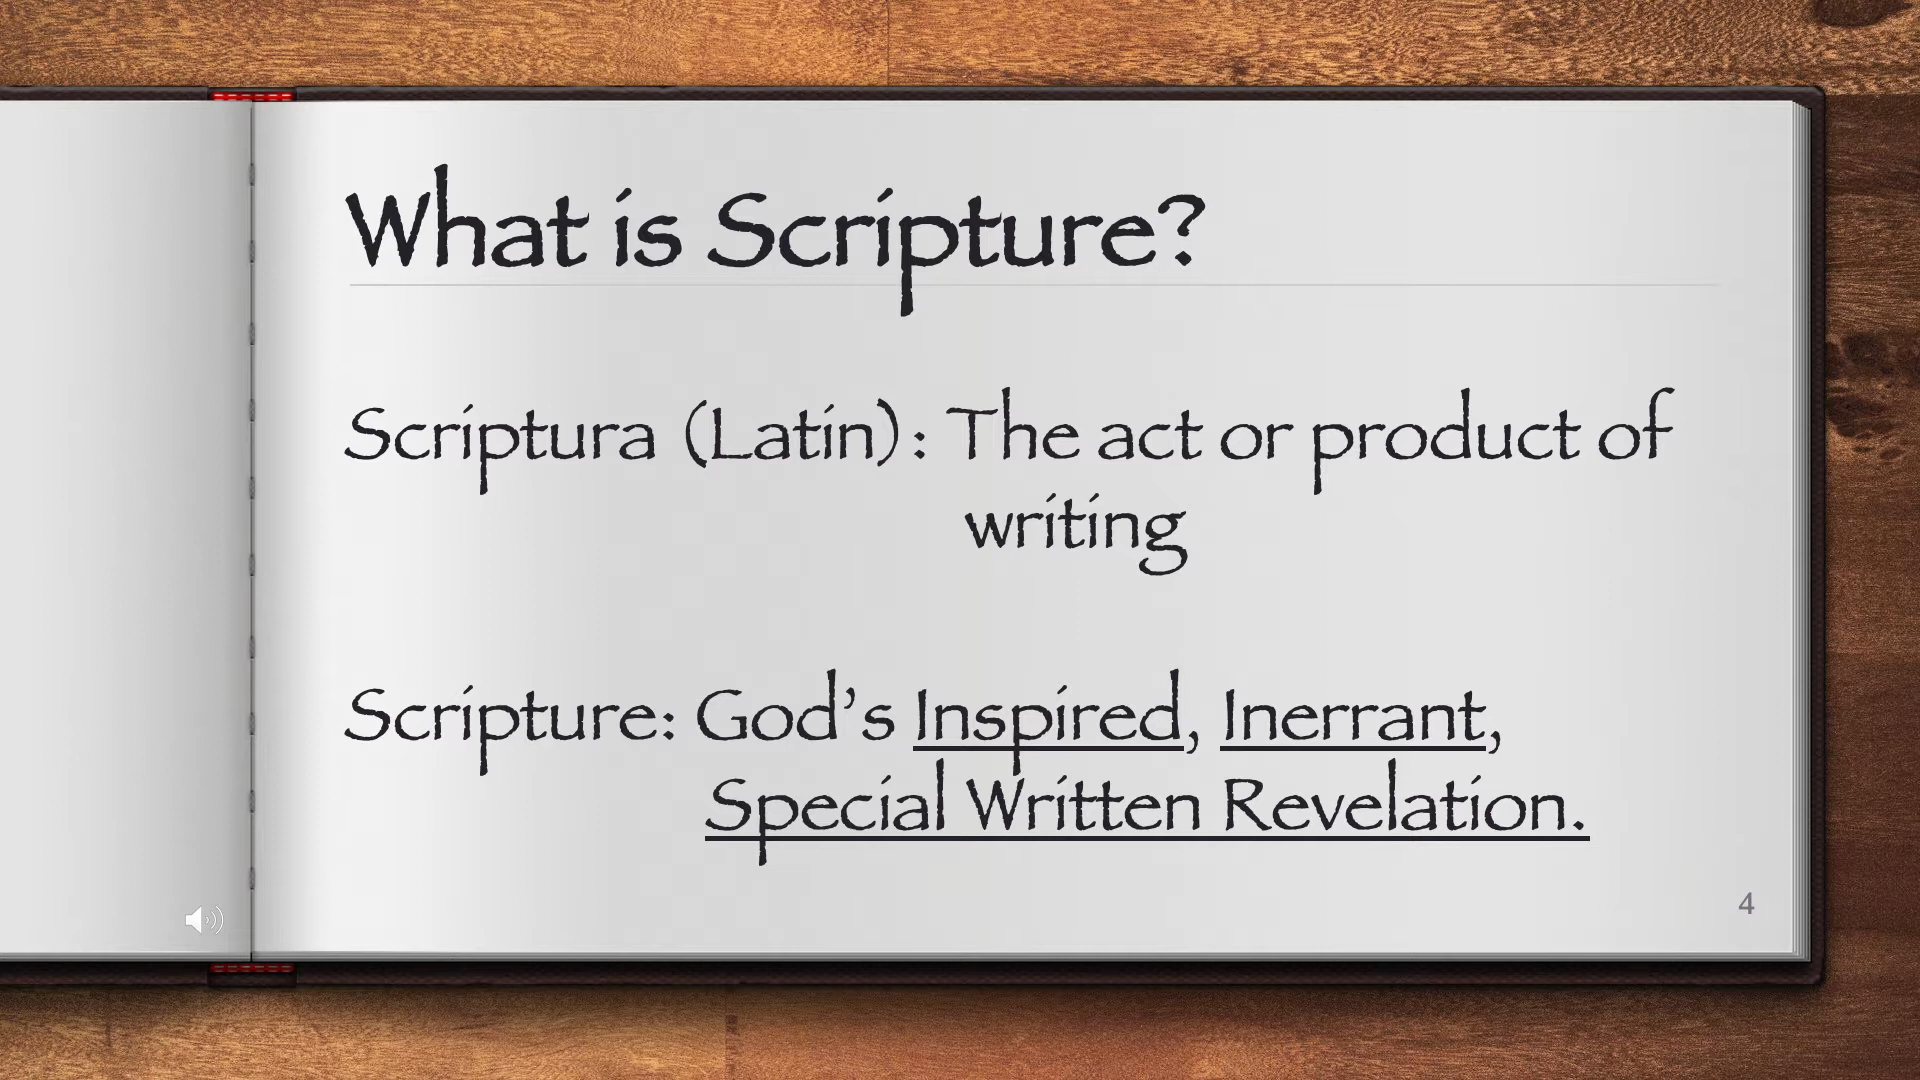 What is Scripture?
Scriptura (Latin): The act or product of
writing
Scripture: God’s Inspired, Inerrant,
Special Written Revelation.
4